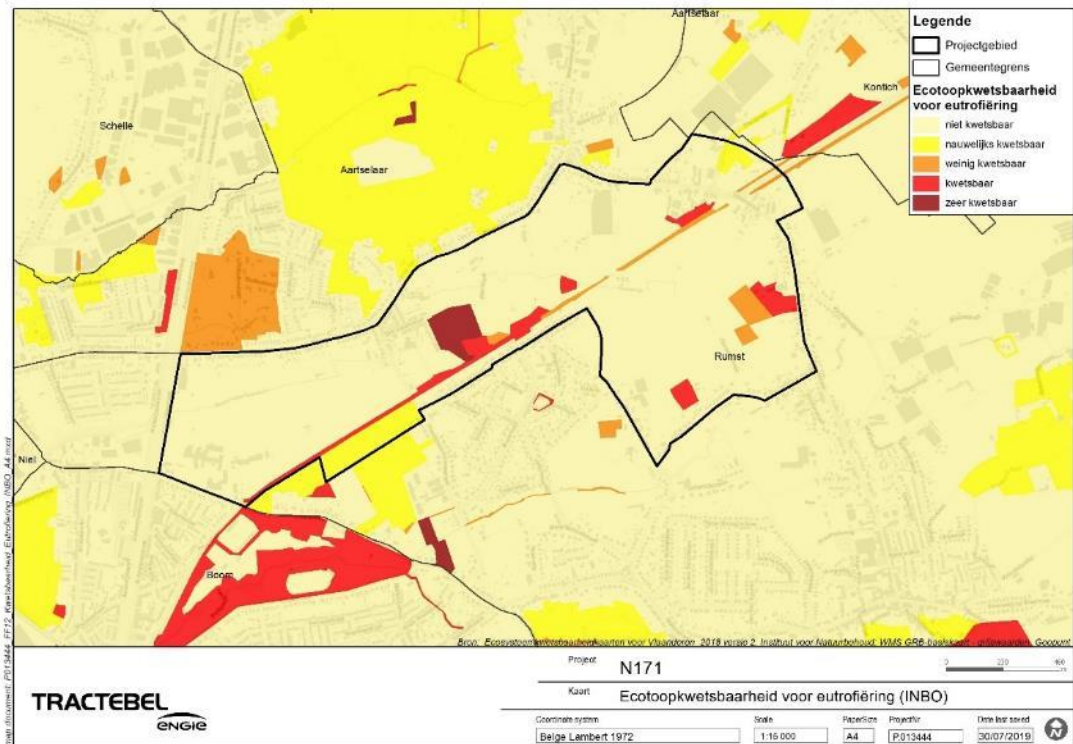 Aartselaar
Legende
Projectgebied
Gemeentegrens
Ecotoopkwetsbaarheid
voor eutrofiëring
niet kwetsbaar
nauwelijks kwetsbaar
weinig kwetsbaar
kwetsbaar
zeer kwetsbaar
Kontich
Schelle
Aartselaar
Rumst
Niel
Boom
Bron: Ecosysteemkwetsbaarheidkaarten voor Vlaanderen, 2018 versie 2, Instituut voor Natuurbehoud; WMS GRB-basiskaart - grijswaarden, Geopunt
TRACTEBEL
ENGIE
Project N171
0 230 460
m
Kaart Ecotoopkwetsbaarheid voor eutrofiëring (INBO)
Coordinate system Scale PaperSize ProjectNr Date last saved
Belge Lambert 1972 1:15 000 A4 P.013444 30/07/2019
N